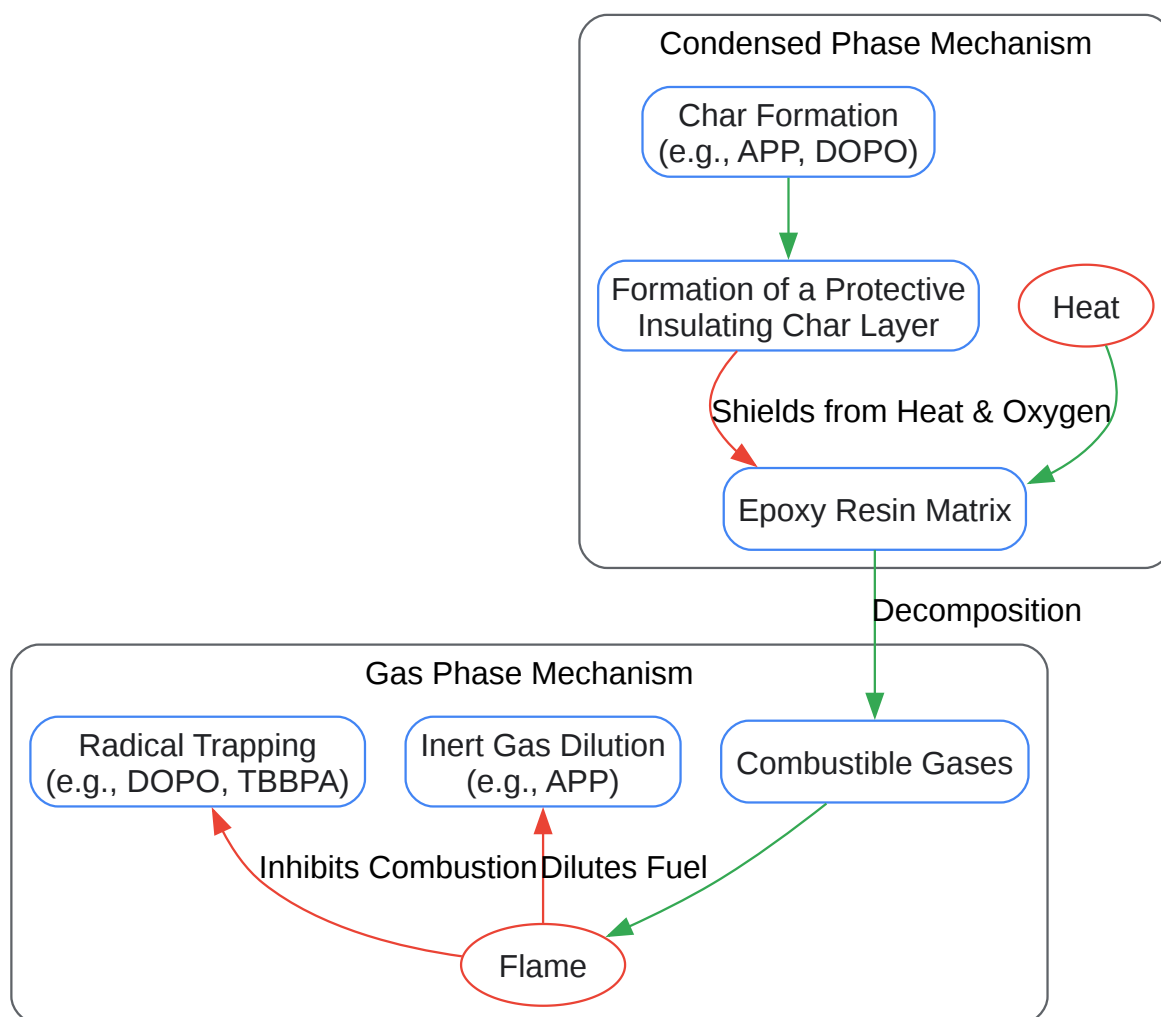 Condensed Phase Mechanism
Char Formation
(e.g., APP, DOPO)
Formation of a Protective
Insulating Char Layer
Heat
Shields from Heat & Oxygen
Epoxy Resin Matrix
Decomposition
Gas Phase Mechanism
Radical Trapping
(e.g., DOPO, TBBPA)
Inert Gas Dilution
(e.g., APP)
Combustible Gases
Inhibits Combustion
Dilutes Fuel
Flame